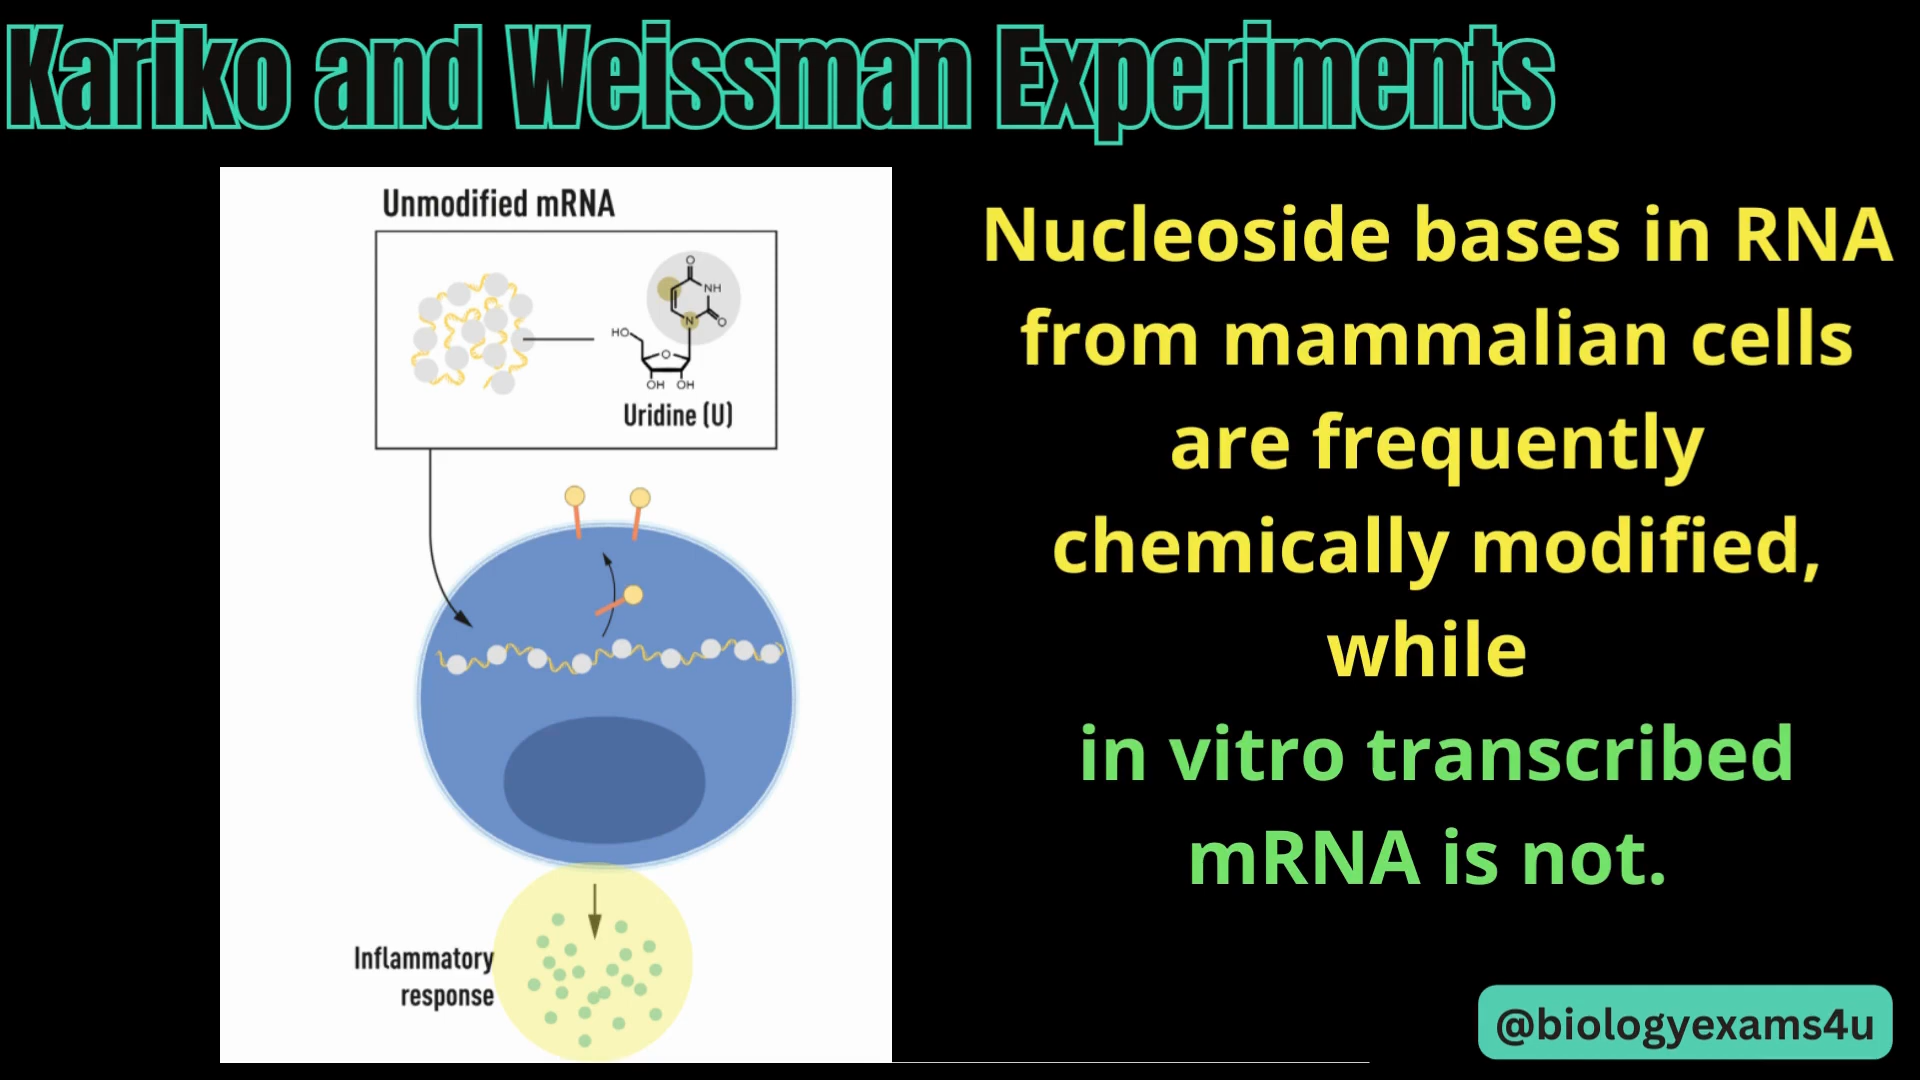 Kariko and Weissman Experiments
Unmodified mRNA
O
NH
N
O
HO
O
OH OH
Uridine (U)
Inflammatory
response
Nucleoside bases in RNA
from mammalian cells
are frequently
chemically modified,
while
in vitro transcribed
mRNA is not.
@biologyexams4u